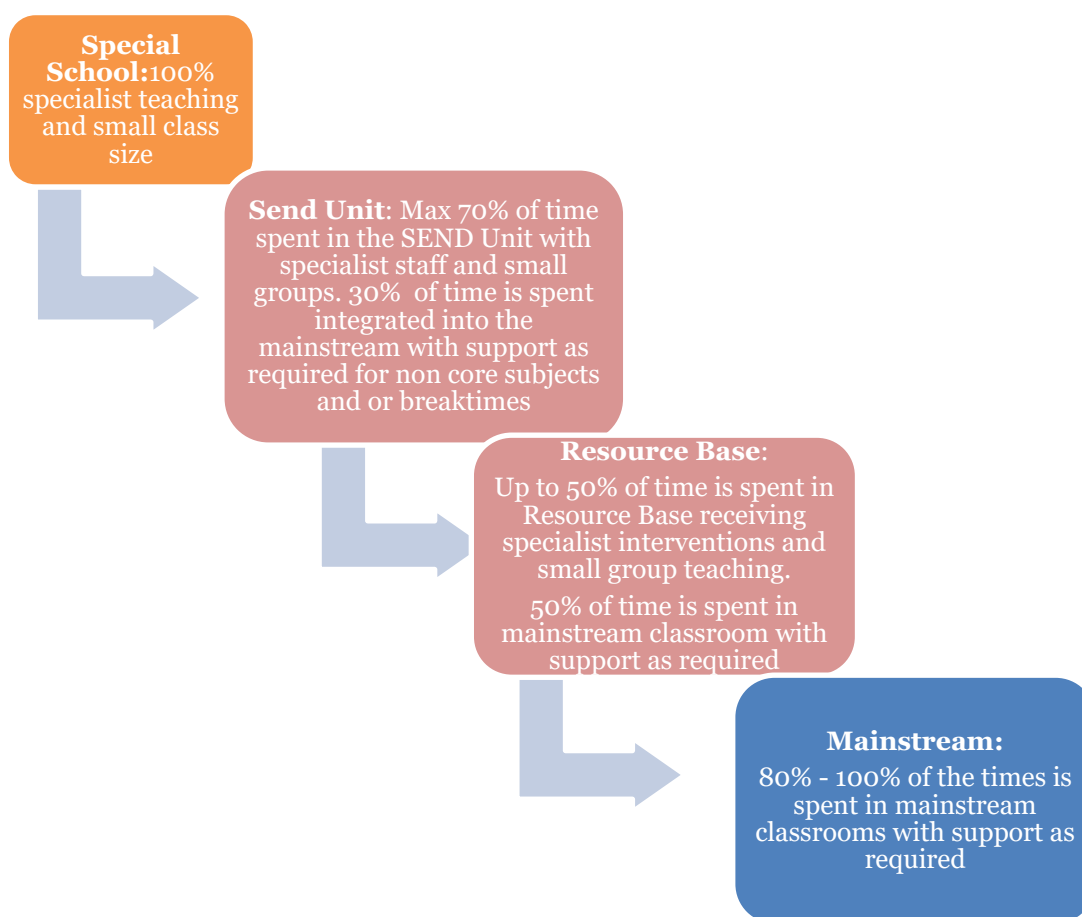 Special
School:100%
specialist teaching
and small class
size
Send Unit: Max 70% of time
spent in the SEND Unit with
specialist staff and small
groups. 30%  of time is spent
integrated into the
mainstream with support as
required for non core subjects
and or breaktimes
Resource Base:
Up to 50% of time is spent in
Resource Base receiving
specialist interventions and
small group teaching.
50% of time is spent in
mainstream classroom with
support as required
Mainstream:
80% - 100% of the times is
spent in mainstream
classrooms with support as
required